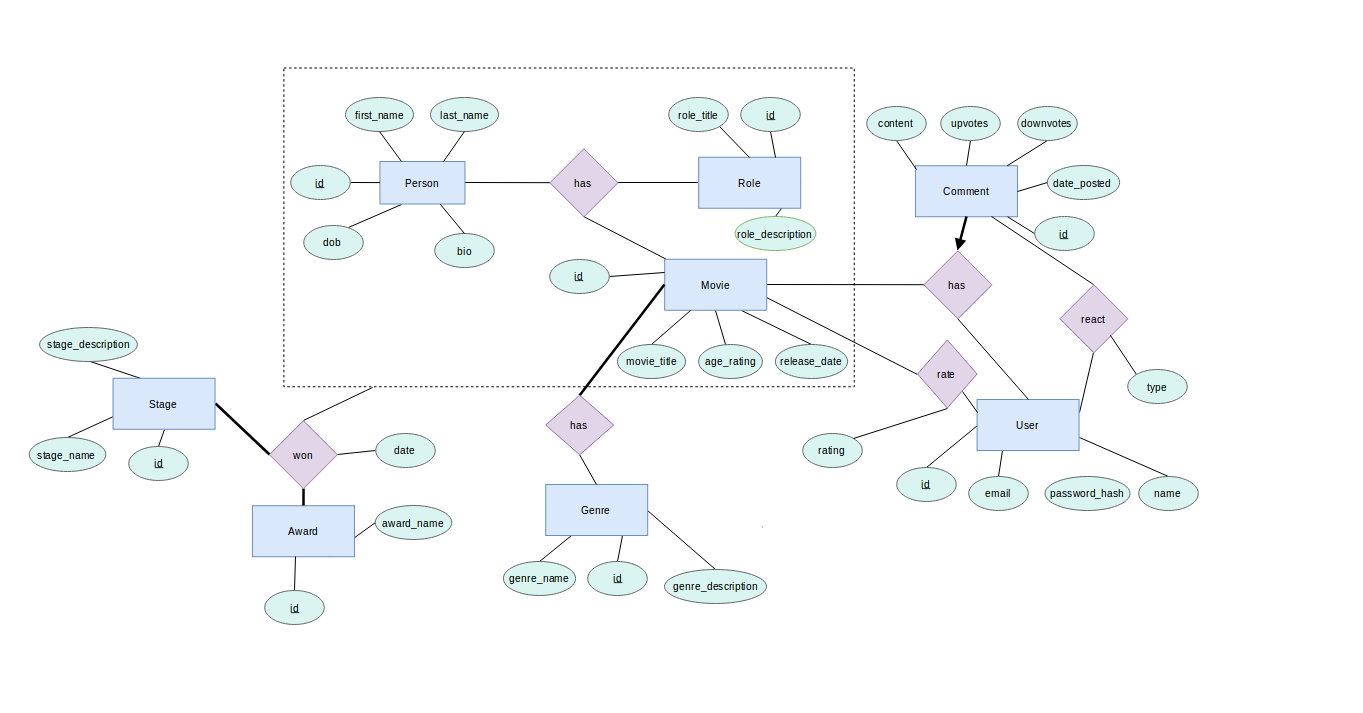 first_name
last_name
role_title
id
content
upvotes
downvotes
id
Person
has
Role
Comment
date_posted
dob
bio
role_description
id
id
Movie
has
react
movie_title
age_rating
release_date
rate
type
stage_description
Stage
won
date
has
User
rating
stage_name
id
id
email
password_hash
name
Award
award_name
Genre
genre_name
id
genre_description
id